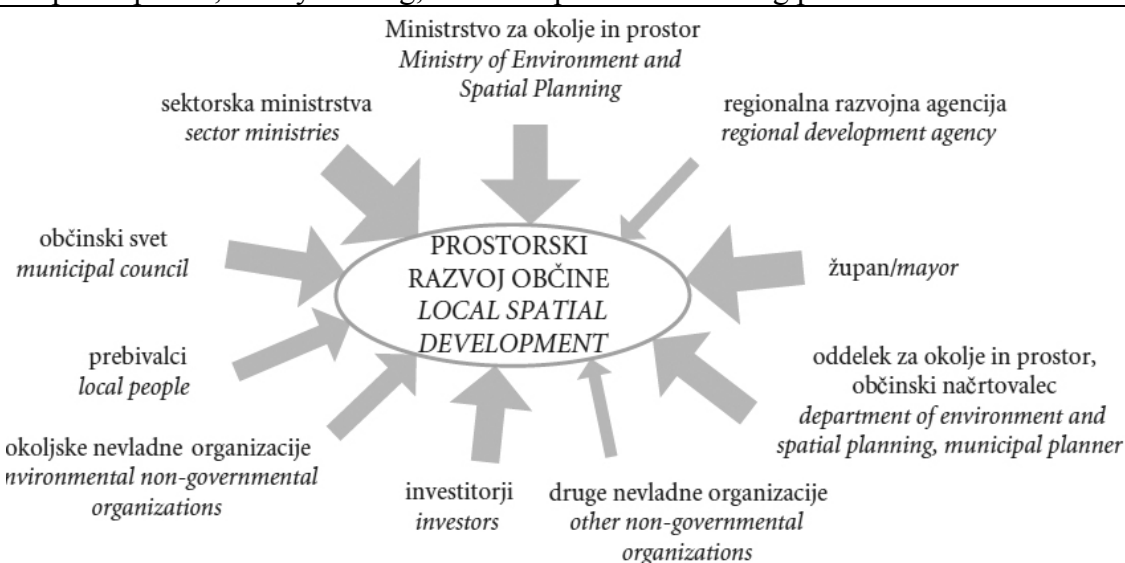 Ministrstvo za okolje in prostor
Ministry of Environment and
Spatial Planning
sektorska ministrstva
sector ministries
regionalna razvojna agencija
regional development agency
občinski svet
municipal council
PROSTORSKI
RAZVOJ OBČINE
LOCAL SPATIAL
DEVELOPMENT
župan/mayor
prebivalci
local people
oddelek za okolje in prostor,
občinski načrtovalec
department of environment and
spatial planning, municipal planner
okoljske nevladne organizacije
nvironmental non-governmental
organizations
investitorji
investors
druge nevladne organizacije
other non-governmental
organizations